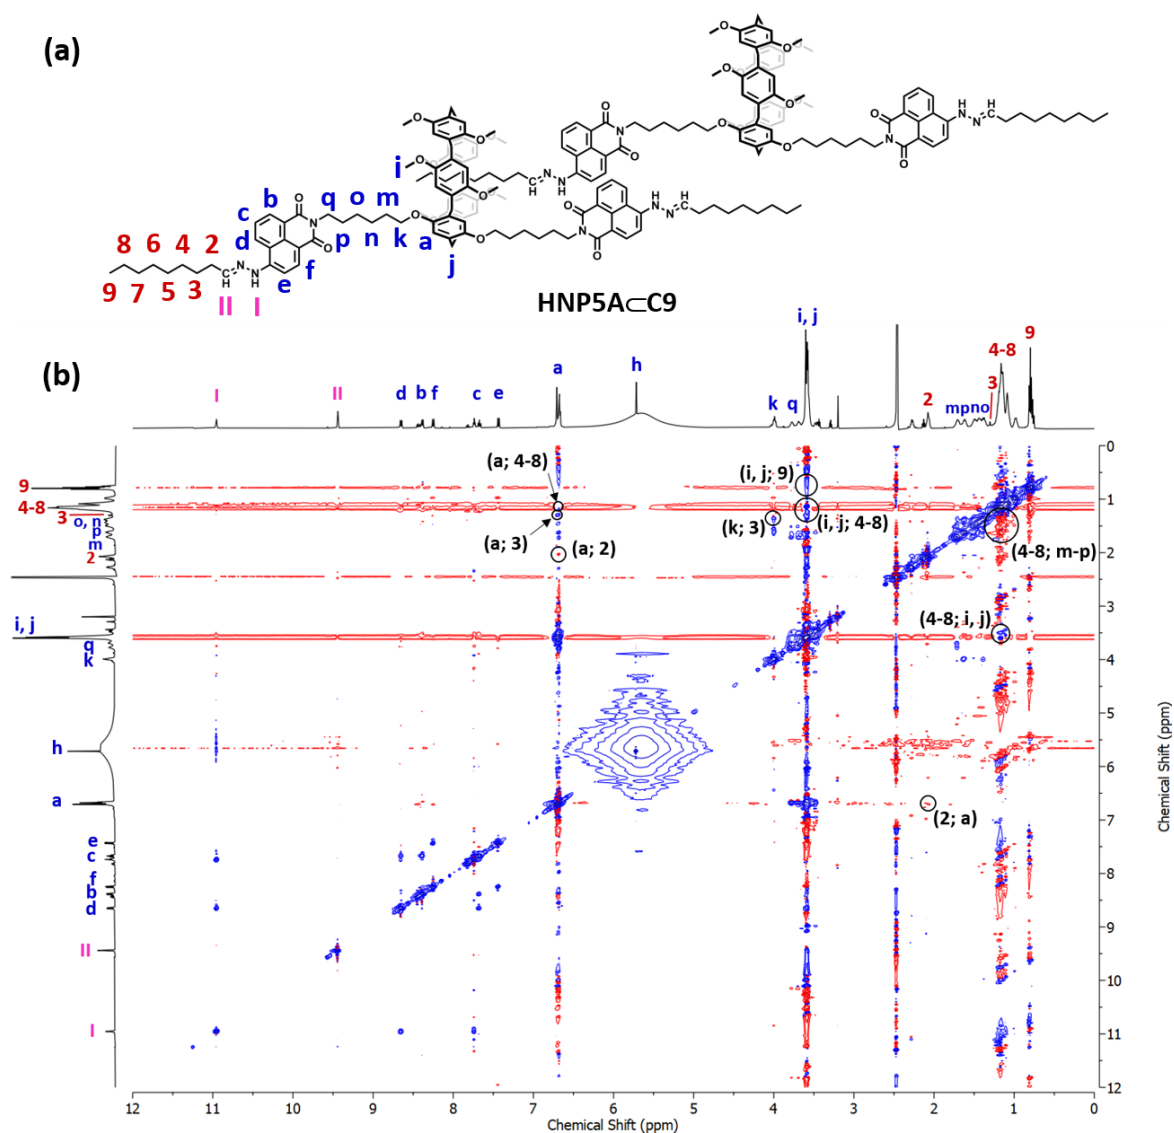 (a)
i
b q o m
c
d
p n k a
j
f
e
8 6 4 2
9 7 5 3
II I
O O O O O O O O
N N N N N N
NH N C H
HNP5A⊂C9
(b)
I II d b f c e a h k q i, j 2 m p n o 3 4-8 9
9
4-8
3
o, n
p
m
2
i, j
q
k
h
a
e
c
f
b
d
II
I
(a; 4-8)
(a; 3)
(a; 2)
(i, j; 9)
(k; 3)
(i, j; 4-8)
(4-8; m-p)
(4-8; i, j)
(2; a)
0
1
2
3
4
5
6
7
8
9
10
11
12
Chemical Shift (ppm)
12 11 10 9 8 7 6 5 4 3 2 1 0
Chemical Shift (ppm)